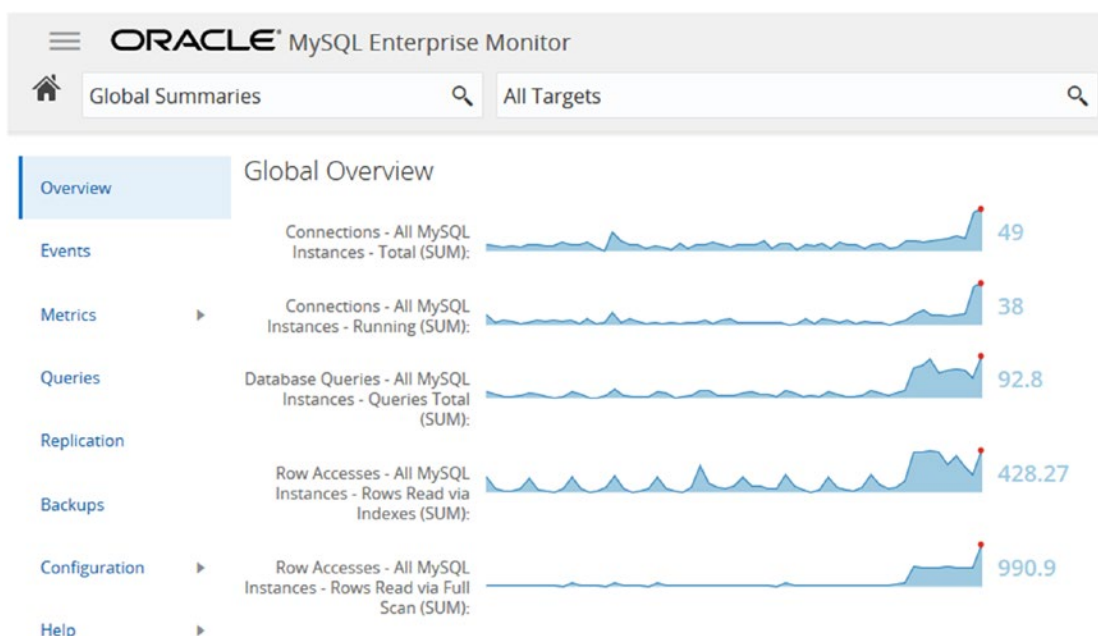 ORACLE® MySQL Enterprise Monitor
Global Summaries
All Targets
Overview
Events
Metrics
Queries
Replication
Backups
Configuration
Help
Global Overview
Connections - All MySQL
Instances - Total (SUM):
49
Connections - All MySQL
Instances - Running (SUM):
38
Database Queries - All MySQL
Instances - Queries Total
(SUM):
92.8
Row Accesses - All MySQL
Instances - Rows Read via
Indexes (SUM):
428.27
Row Accesses - All MySQL
Instances - Rows Read via Full
Scan (SUM):
990.9